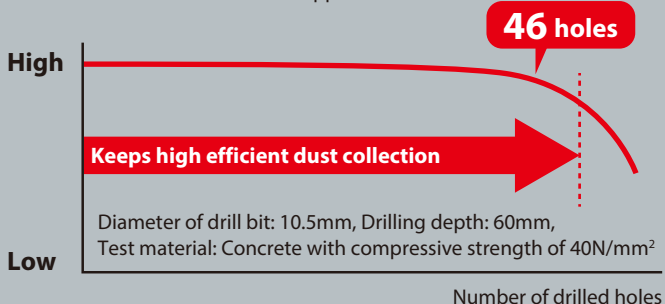 46 holes
High
Keeps high efficient dust collection
Diameter of drill bit: 10.5mm, Drilling depth: 60mm,
Test material: Concrete with compressive strength of 40N/mm²
Low
Number of drilled holes